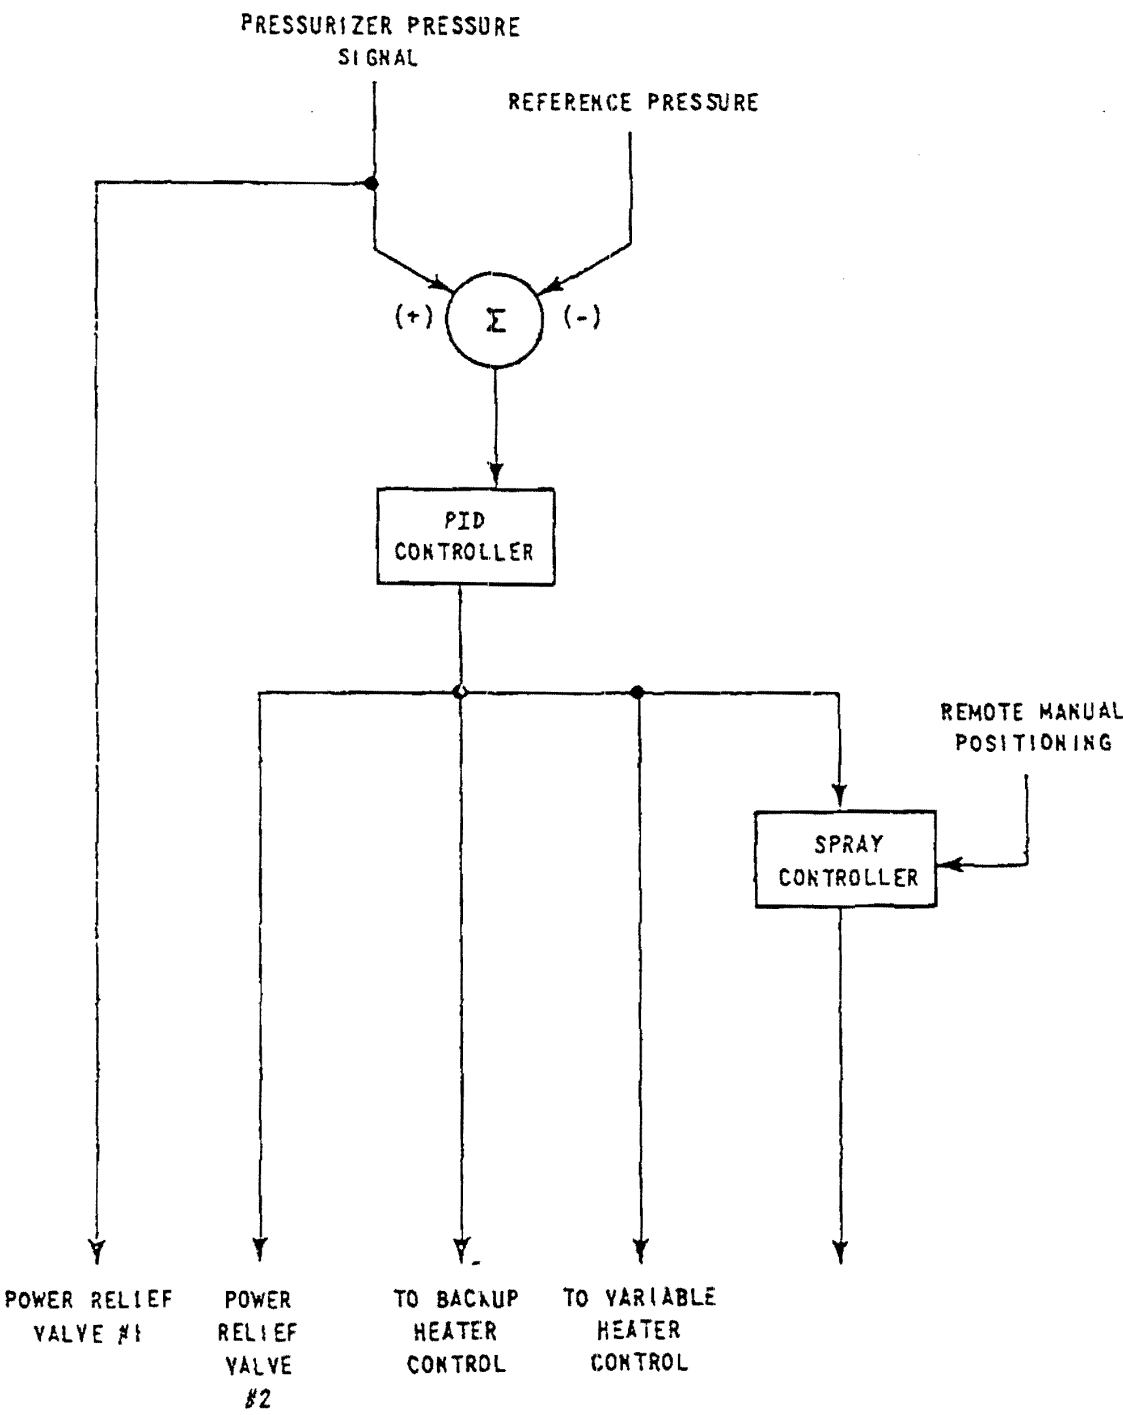 PRESSURIZER PRESSURE
SIGNAL
REFERENCE PRESSURE
(+)
Σ
(-)
PID
CONTROLLER
REMOTE MANUAL
POSITIONING
SPRAY
CONTROLLER
POWER RELIEF
VALVE #1
POWER
RELIEF
VALVE
#2
TO BACKUP
HEATER
CONTROL
TO VARIABLE
HEATER
CONTROL